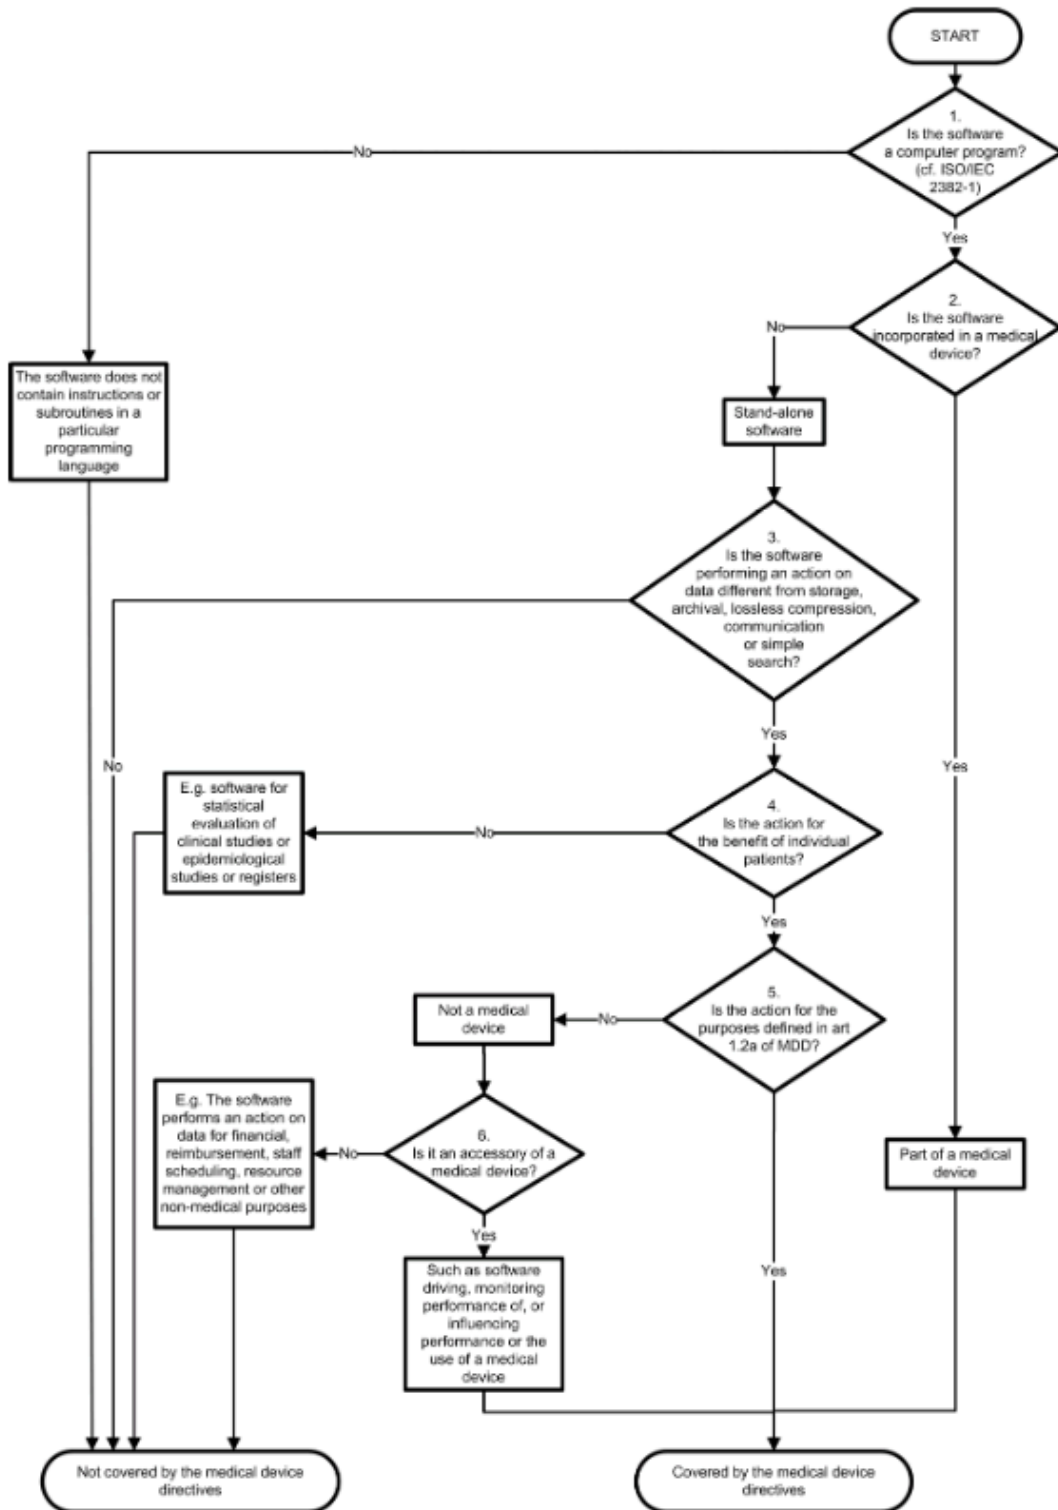 START
1.
Is the software
a computer program?
(cf. ISO/IEC
2382-1)
No
Yes
2.
Is the software
incorporated in a medical
device?
No
The software does not
contain instructions or
subroutines in a
particular
programming
language
Stand-alone
software
3.
Is the software
performing an action on
data different from storage,
archival, lossless compression,
communication
or simple
search?
Yes
No
Yes
E.g. software for
statistical
evaluation of
clinical studies or
epidemiological
studies or registers
No
4.
Is the action for
the benefit of individual
patients?
Yes
5.
Is the action for the
purposes defined in art
1.2a of MDD?
No
Not a medical
device
E.g. The software
performs an action on
data for financial,
reimbursement, staff
scheduling, resource
management or other
non-medical purposes
No
6.
Is it an accessory of a
medical device?
Part of a medical
device
Yes
Yes
Such as software
driving, monitoring
performance of, or
influencing
performance or the
use of a medical
device
Not covered by the medical device
directives
Covered by the medical device
directives